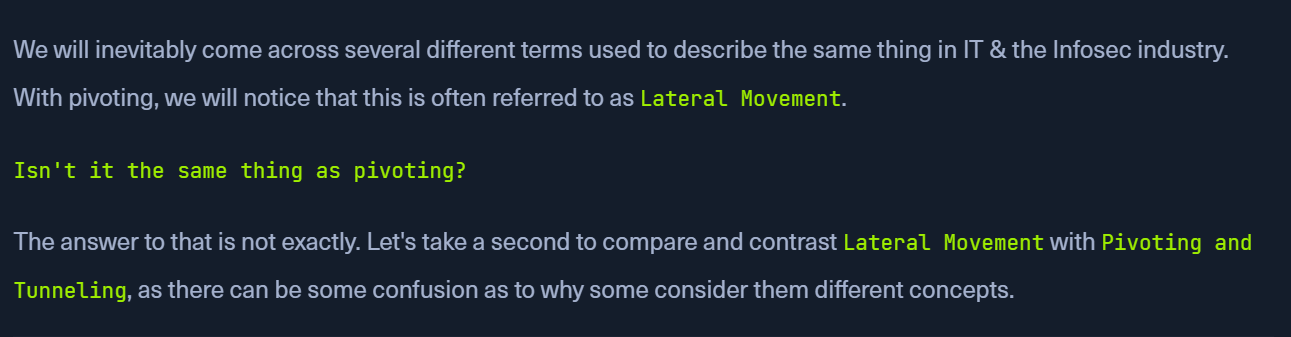 We will inevitably come across several different terms used to describe the same thing in IT & the Infosec industry.
With pivoting, we will notice that this is often referred to as Lateral Movement.
Isn't it the same thing as pivoting?
The answer to that is not exactly. Let's take a second to compare and contrast Lateral Movement with Pivoting and
Tunneling, as there can be some confusion as to why some consider them different concepts.